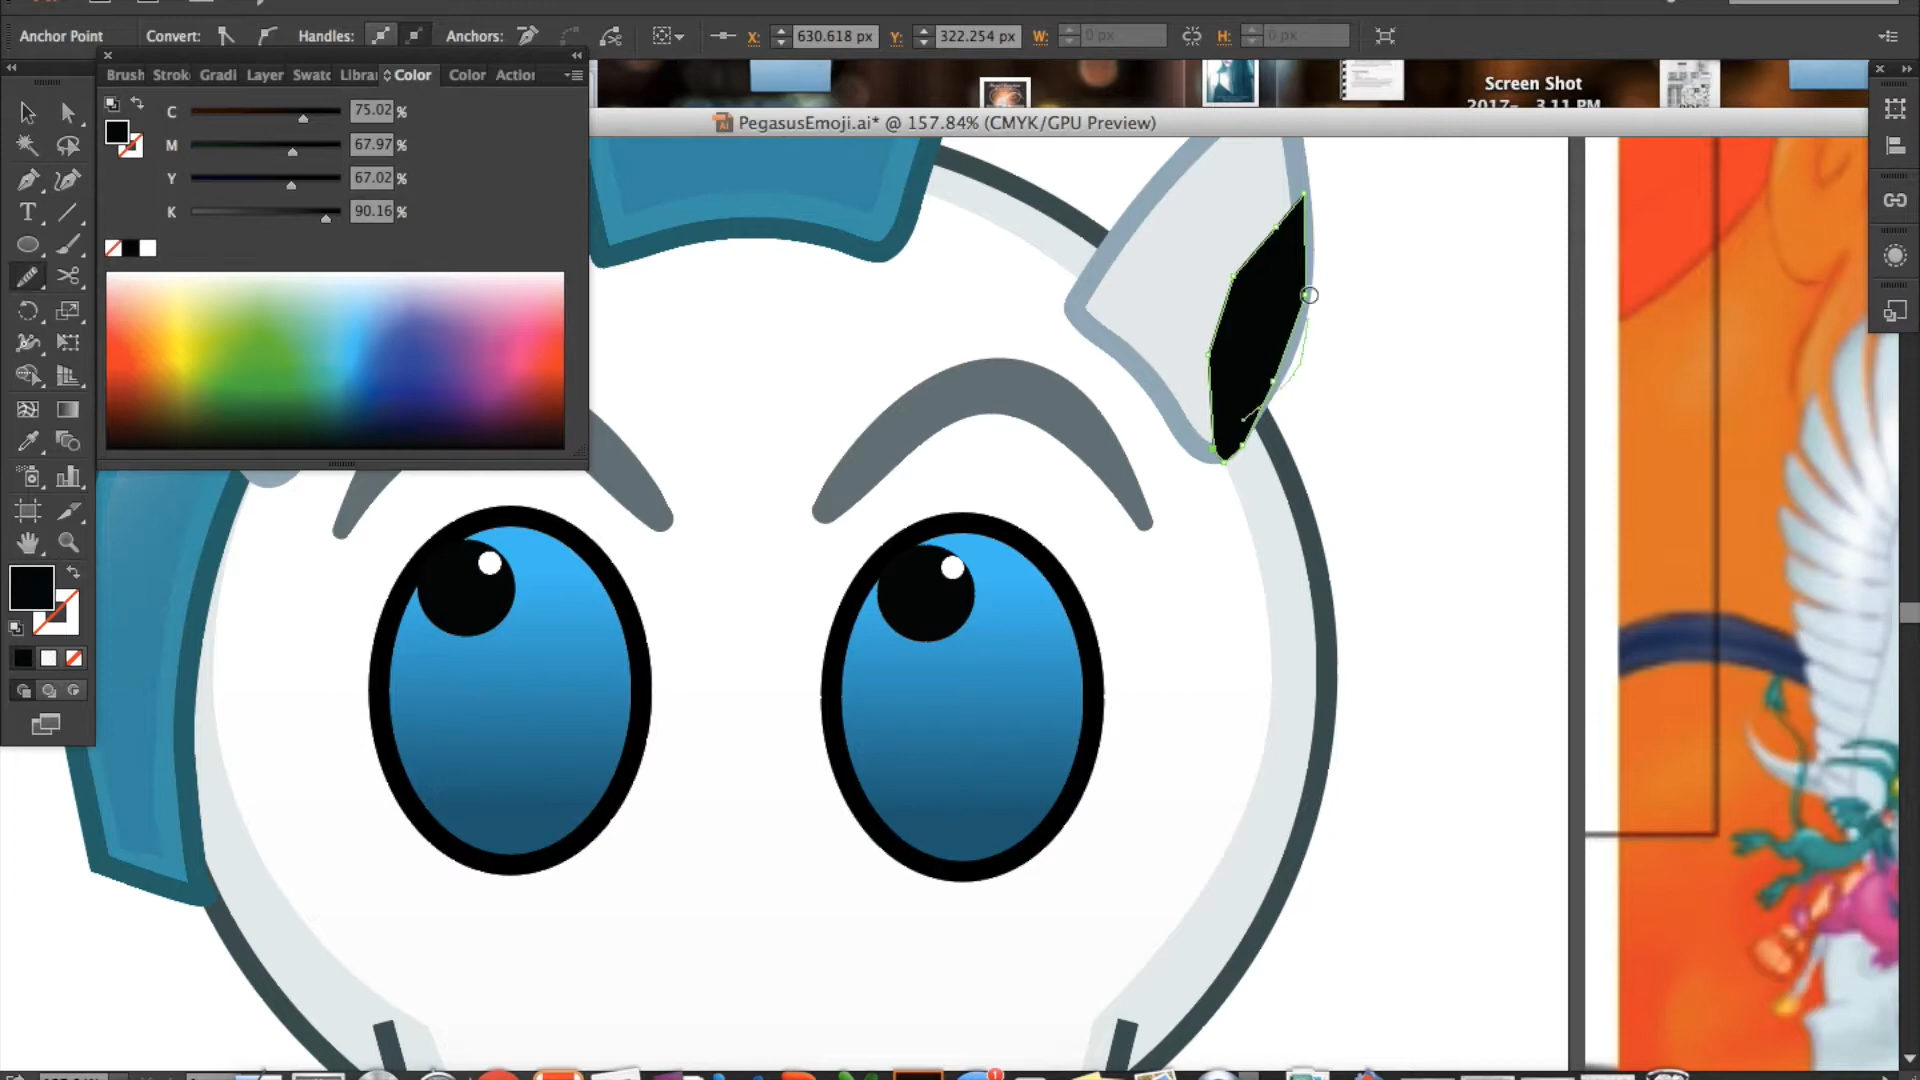 Anchor Point Convert: Handles: Anchors: X: 630.618 px Y: 322.254 px W: 0 px H: 0 px
Brush Strok Gradi Layer Swatc Librar Color Color Action
C 75.02 %
M 67.97 %
Y 67.02 %
K 90.16 %
Screen Shot
2017- 3.11 PM
PegasusEmoji.ai* @ 157.84% (CMYK/GPU Preview)
T
1